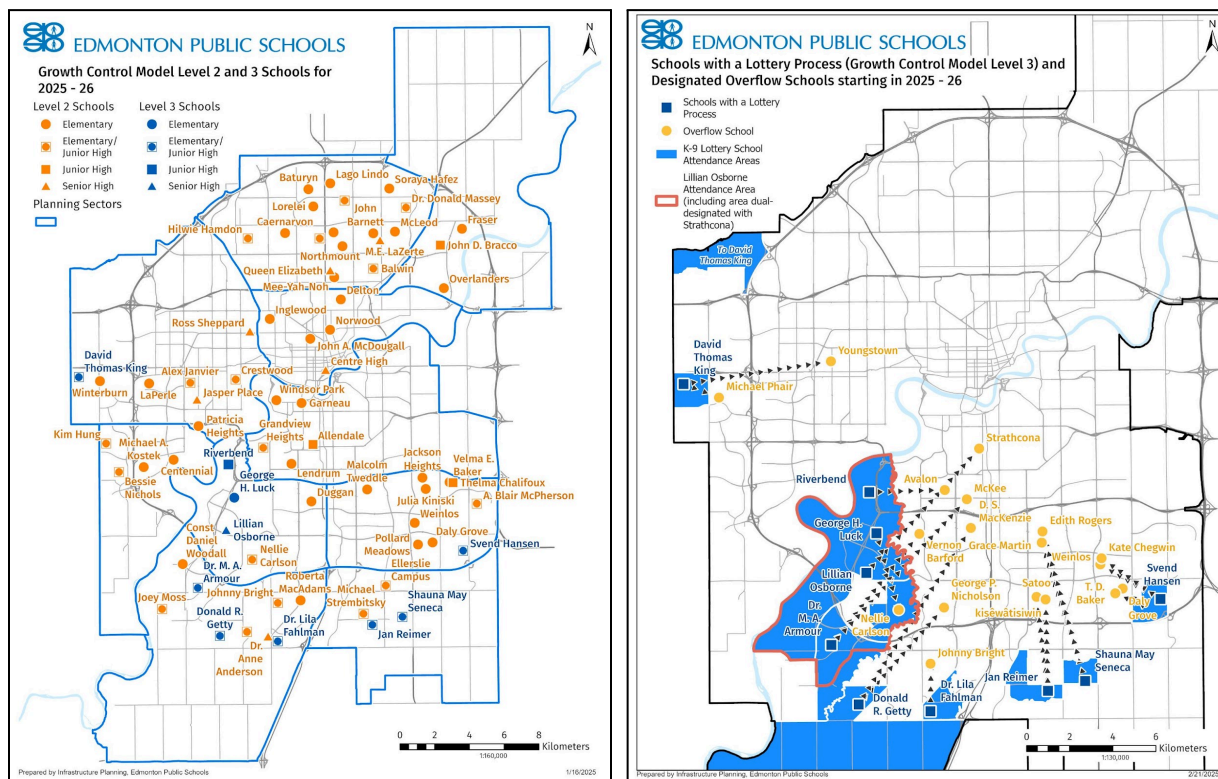 EDMONTON PUBLIC SCHOOLS
N
Growth Control Model Level 2 and 3 Schools for
2025 - 26
Level 2 Schools
Level 3 Schools
Elementary
Elementary
Elementary/
Junior High
Elementary/
Junior High
Junior High
Junior High
Senior High
Senior High
Planning Sectors
Baturyn
Lago Lindo
Soraya Hafez
Lorelei
John
Dr. Donald Massey
Caernarvon
Barnett
McLeod
Fraser
Hilwie Hamdon
M.E. LaZerte
John D. Bracco
Northmount
Queen Elizabeth
Balwin
Mee-Yah-Noh
Delton
Overlanders
Inglewood
Ross Sheppard
Norwood
John A. McDougall
David
Thomas King
Alex Janvier
Crestwood
Centre High
Winterburn
LaPerle
Jasper Place
Windsor Park
Garneau
Patricia
Heights
Grandview
Heights
Allendale
Kim Hung
Michael A.
Kostek
Riverbend
Centennial
George
H. Luck
Bessie
Nichols
Lendrum
Malcolm
Tweddle
Duggan
Jackson
Heights
Velma E.
Baker
Thelma Chalifoux
Julia Kiniski
A. Blair McPherson
Weinlos
Const.
Daniel
Woodall
Lillian
Osborne
Pollard
Meadows
Daly Grove
Svend Hansen
Nellie
Carlson
Ellerslie
Campus
Dr. M. A.
Armour
Roberta
MacAdams
Johnny Bright
Michael
Strembitsky
Shauna May
Seneca
Joey Moss
Donald R.
Getty
Dr. Lila
Fahlman
Jan Reimer
Dr.
Anne
Anderson
0 2 4 6 8
Kilometers
1:160,000
Prepared by Infrastructure Planning, Edmonton Public Schools
1/16/2025
EDMONTON PUBLIC SCHOOLS
N
Schools with a Lottery Process (Growth Control Model Level 3) and
Designated Overflow Schools starting in 2025 - 26
Schools with a Lottery
Process
Overflow School
K-9 Lottery School
Attendance Areas
Lillian Osborne
Attendance Area
(including area dual-
designated with
Strathcona)
To David
Thomas King
David
Thomas
King
Youngstown
Michael Phair
Strathcona
Riverbend
Avalon
McKee
D. S.
MacKenzie
George H.
Luck
Edith Rogers
Vernon
Barford
Grace Martin
Weinlos
Kate Chegwin
Lillian
Osborne
Svend
Hansen
George P.
Nicholson
Satoo
T. D.
Baker
Dr.
M. A.
Armour
Nellie
Carlson
kisêwâtisiwin
Daly
Grove
Johnny Bright
Shauna May
Seneca
Jan Reimer
Donald
R. Getty
Dr. Lila
Fahlman
0 2 4 6
Kilometers
1:130,000
Prepared by Infrastructure Planning, Edmonton Public Schools
2/21/2025